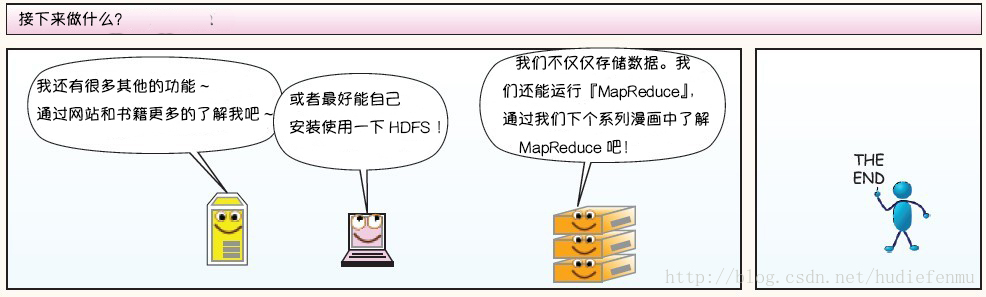 接下来做什么？
我还有很多其他的功能～
通过网站和书籍更多的了解我吧～
或者最好能自己
安装使用一下 HDFS！
我们不仅仅存储数据。我
们还能运行『MapReduce』，
通过我们下个系列漫画中了解
MapReduce 吧！
THE
END
http://blog.csdn.net/hudiefenmu